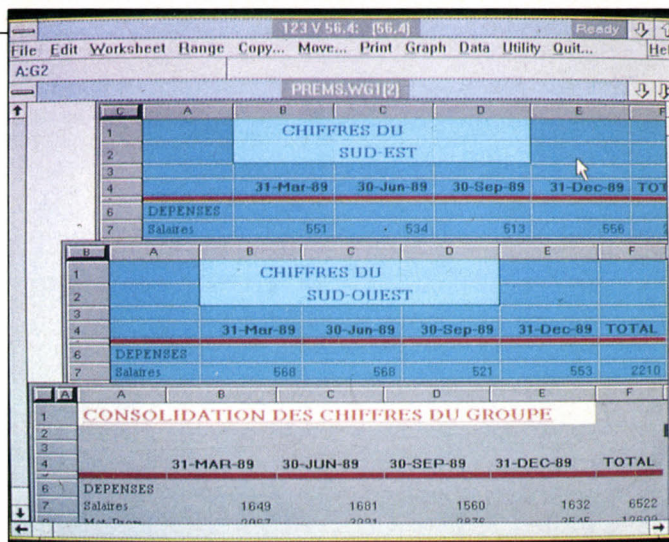 123 V 56.4: [56.4] Ready
File Edit Worksheet Range Copy... Move... Print Graph Data Utility Quit...
A:G2
PREMS.WG1[2]
C A B C D E F
1 CHIFFRES DU
2 SUD-EST
3
4 31-Mar-89 30-Jun-89 30-Sep-89 31-Dec-89
6 DEPENSES
7 Salaires 551 534 513 556
B A B C D E F
1 CHIFFRES DU
2 SUD-OUEST
3
4 31-Mar-89 30-Jun-89 30-Sep-89 31-Dec-89 TOTAL
6 DEPENSES
7 Salaires 568 568 521 553 2210
A A B C D E F
1 CONSOLIDATION DES CHIFFRES DU GROUPE
2
3
4 31-MAR-89 30-JUN-89 30-SEP-89 31-DEC-89 TOTAL
6 DEPENSES
7 Salaires 1649 1681 1560 1632 6522